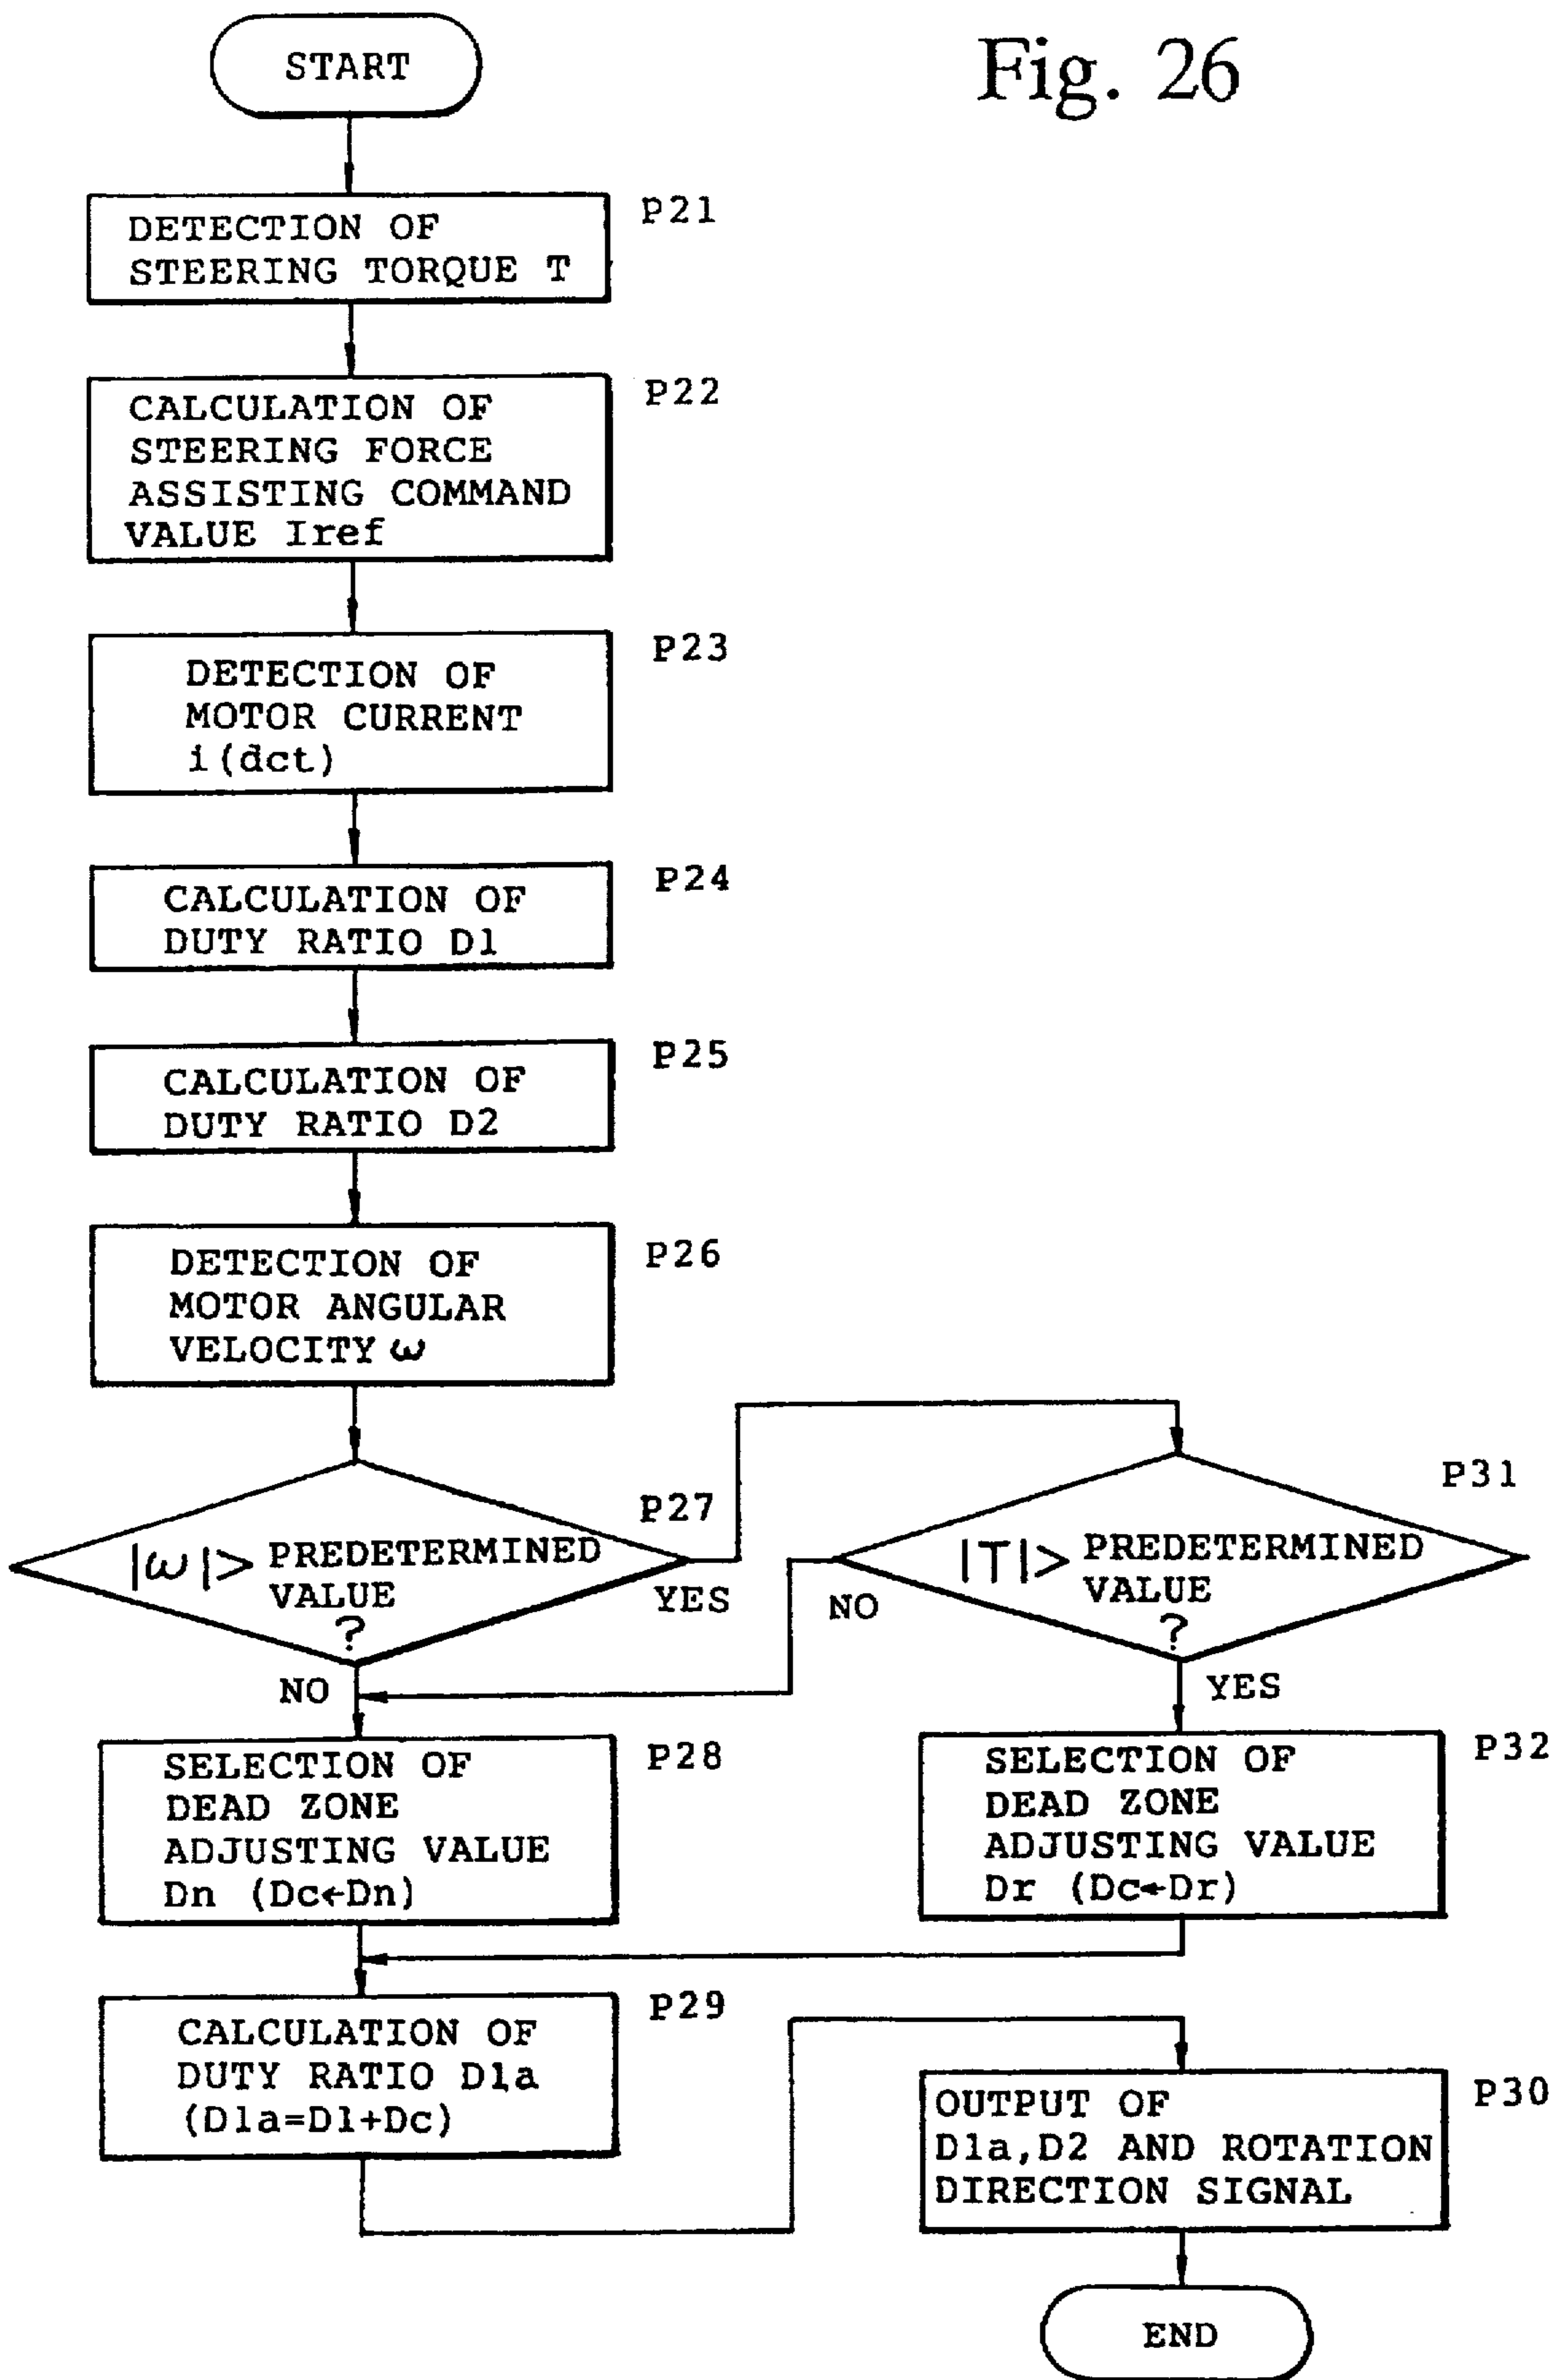 Fig. 26
START
P21
DETECTION OF
STEERING TORQUE T
P22
CALCULATION OF
STEERING FORCE
ASSISTING COMMAND
VALUE Iref
P23
DETECTION OF
MOTOR CURRENT
i(dct)
P24
CALCULATION OF
DUTY RATIO D1
P25
CALCULATION OF
DUTY RATIO D2
P26
DETECTION OF
MOTOR ANGULAR
VELOCITY ω
P27
|ω|> PREDETERMINED
VALUE
?
YES
NO
P31
|T|> PREDETERMINED
VALUE
?
NO
YES
P28
SELECTION OF
DEAD ZONE
ADJUSTING VALUE
Dn (Dc←Dn)
P32
SELECTION OF
DEAD ZONE
ADJUSTING VALUE
Dr (Dc←Dr)
P29
CALCULATION OF
DUTY RATIO D1a
(D1a=D1+Dc)
P30
OUTPUT OF
D1a,D2 AND ROTATION
DIRECTION SIGNAL
END